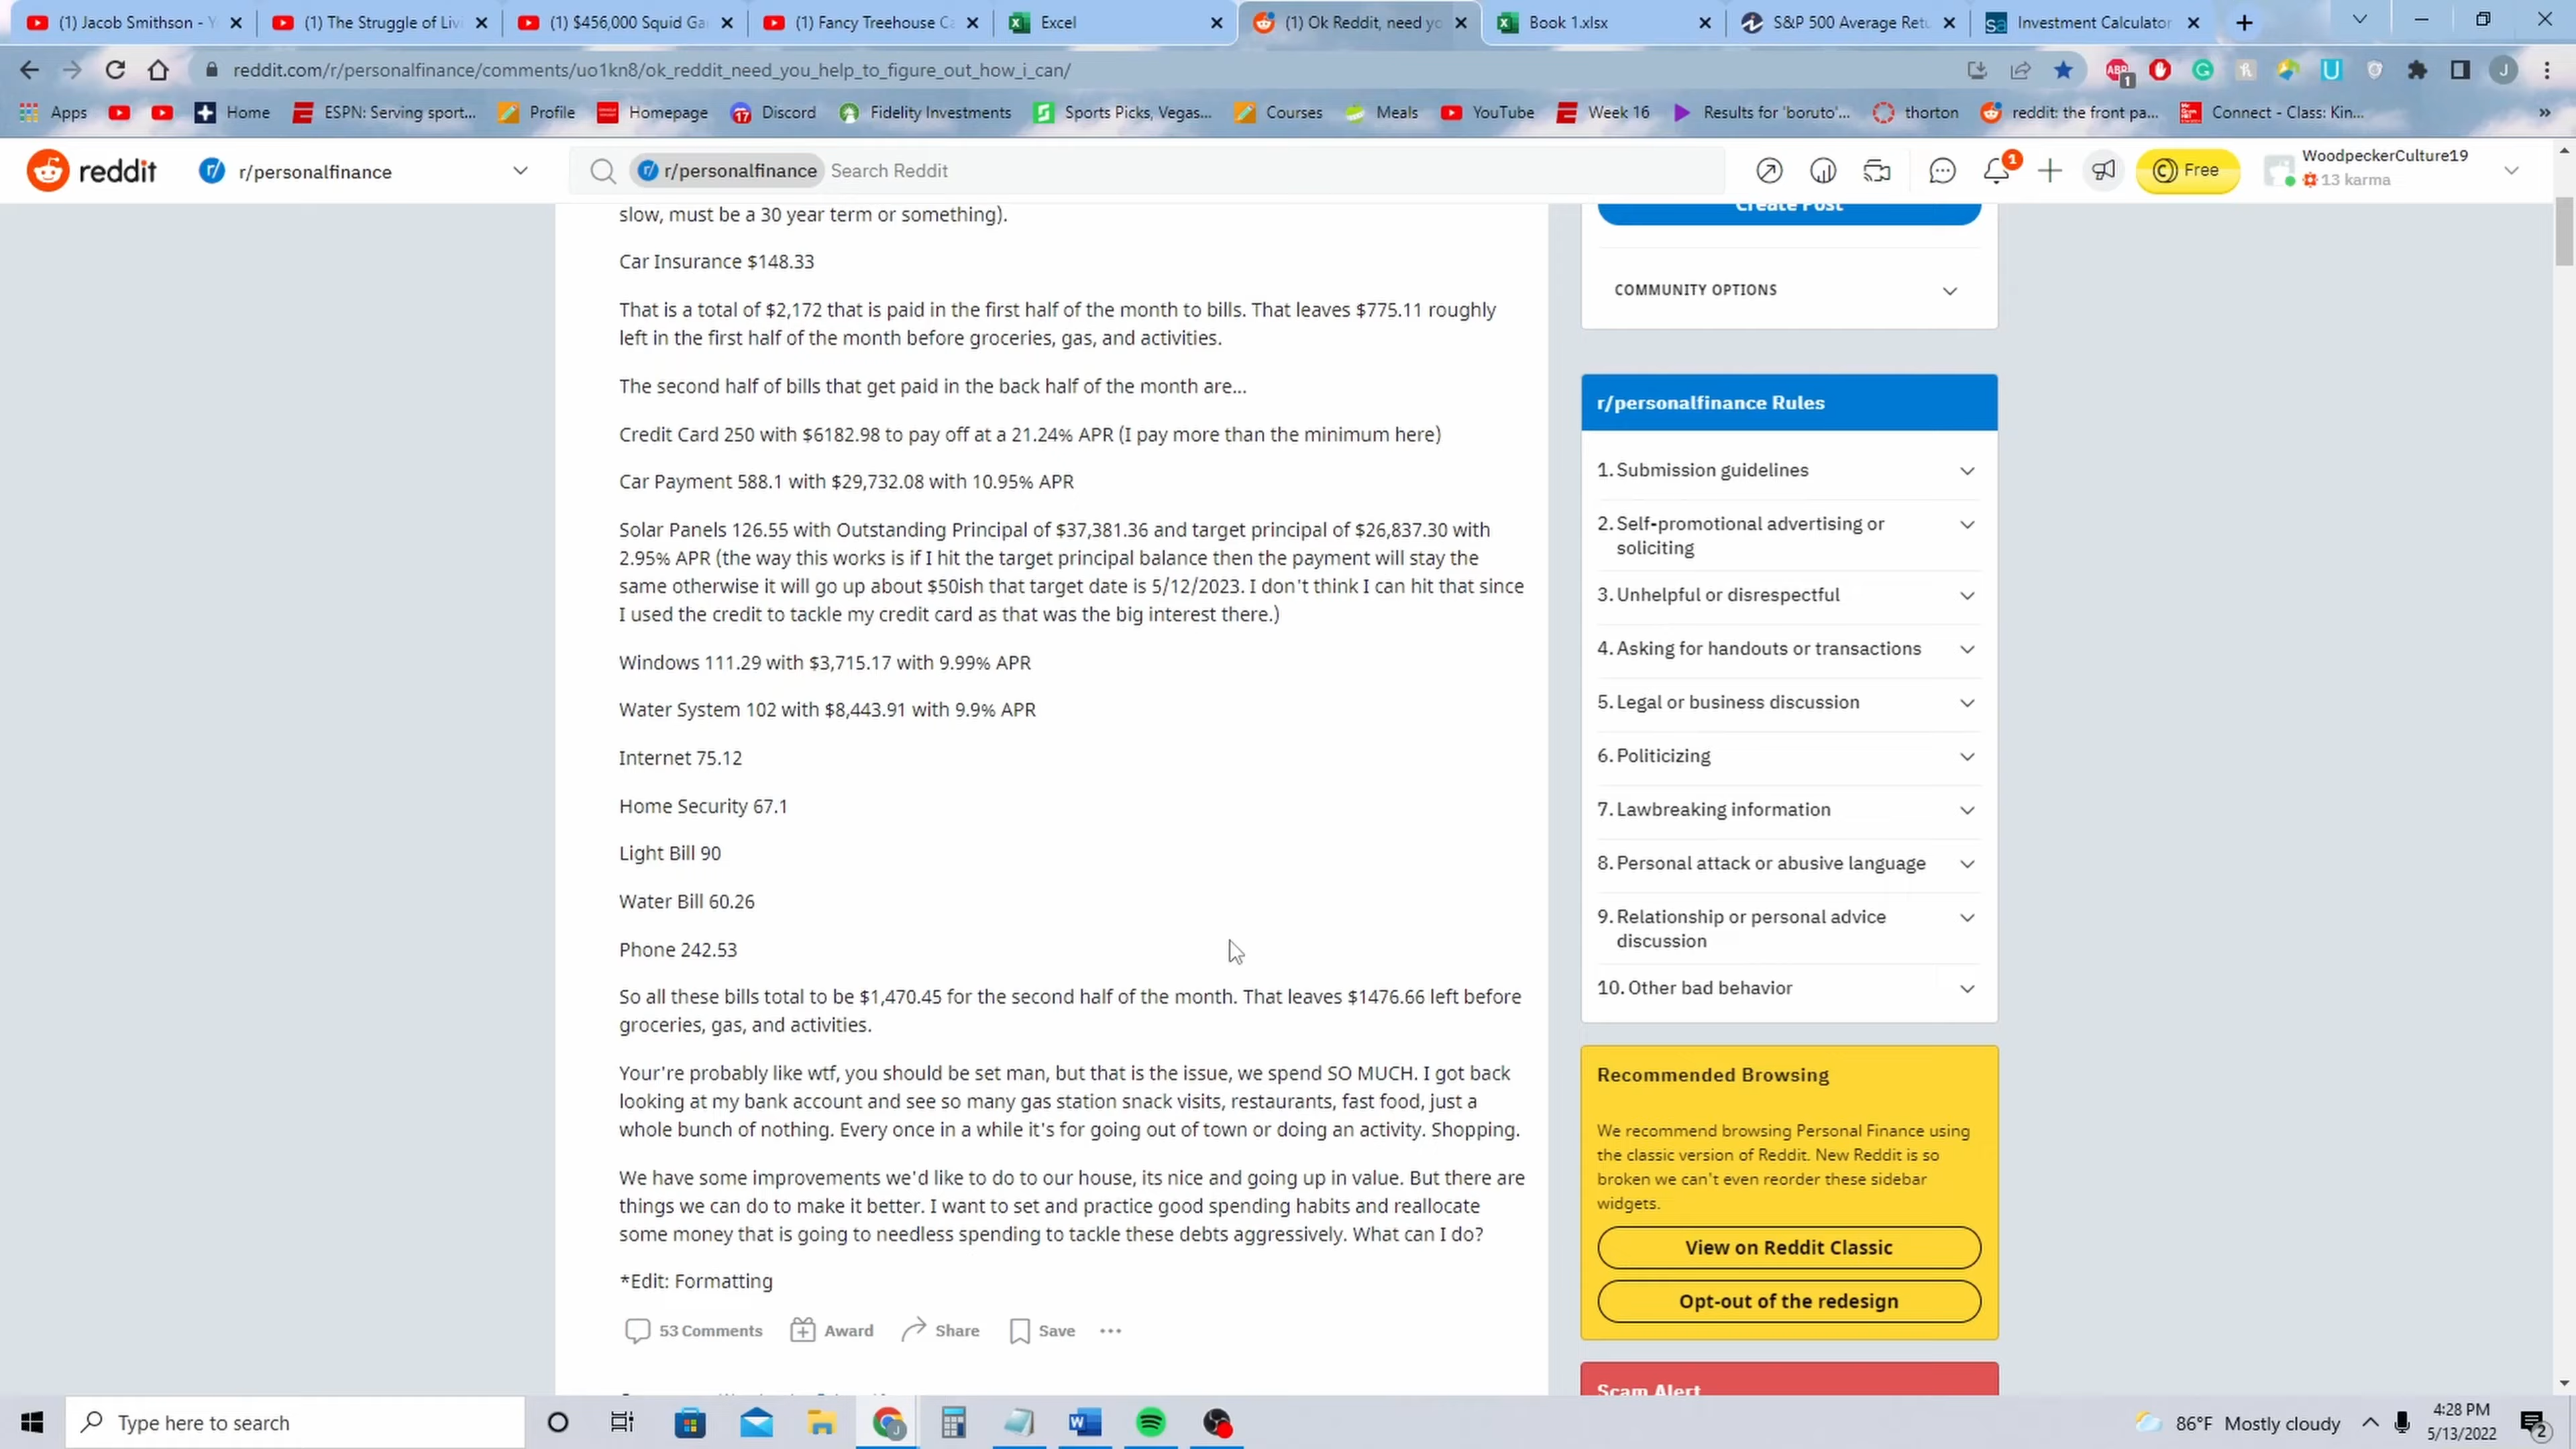 (1) Jacob Smithson - Y
(1) The Struggle of Livi
(1) $456,000 Squid Ga
(1) Fancy Treehouse Ca
Excel
(1) Ok Reddit, need yo
Book 1.xlsx
S&P 500 Average Retu
Investment Calculator
reddit.com/r/personalfinance/comments/uo1kn8/ok_reddit_need_you_help_to_figure_out_how_i_can/
ABP
1
U
J
Apps
Home
ESPN: Serving sport...
Profile
Homepage
17
Discord
Fidelity Investments
Sports Picks, Vegas...
Courses
Meals
YouTube
Week 16
Results for 'boruto'...
thorton
reddit: the front pa...
Connect - Class: Kin...
reddit
r/personalfinance
r/personalfinance Search Reddit
1
Free
WoodpeckerCulture19
13 karma
slow, must be a 30 year term or something).
Car Insurance $148.33
That is a total of $2,172 that is paid in the first half of the month to bills. That leaves $775.11 roughly
left in the first half of the month before groceries, gas, and activities.
The second half of bills that get paid in the back half of the month are...
Credit Card 250 with $6182.98 to pay off at a 21.24% APR (I pay more than the minimum here)
Car Payment 588.1 with $29,732.08 with 10.95% APR
Solar Panels 126.55 with Outstanding Principal of $37,381.36 and target principal of $26,837.30 with
2.95% APR (the way this works is if I hit the target principal balance then the payment will stay the
same otherwise it will go up about $50ish that target date is 5/12/2023. I don't think I can hit that since
I used the credit to tackle my credit card as that was the big interest there.)
Windows 111.29 with $3,715.17 with 9.99% APR
Water System 102 with $8,443.91 with 9.9% APR
Internet 75.12
Home Security 67.1
Light Bill 90
Water Bill 60.26
Phone 242.53
So all these bills total to be $1,470.45 for the second half of the month. That leaves $1476.66 left before
groceries, gas, and activities.
Your're probably like wtf, you should be set man, but that is the issue, we spend SO MUCH. I got back
looking at my bank account and see so many gas station snack visits, restaurants, fast food, just a
whole bunch of nothing. Every once in a while it's for going out of town or doing an activity. Shopping.
We have some improvements we'd like to do to our house, its nice and going up in value. But there are
things we can do to make it better. I want to set and practice good spending habits and reallocate
some money that is going to needless spending to tackle these debts aggressively. What can I do?
*Edit: Formatting
53 Comments
Award
Share
Save
Create Post
COMMUNITY OPTIONS
r/personalfinance Rules
1. Submission guidelines
2. Self-promotional advertising or
soliciting
3. Unhelpful or disrespectful
4. Asking for handouts or transactions
5. Legal or business discussion
6. Politicizing
7. Lawbreaking information
8. Personal attack or abusive language
9. Relationship or personal advice
discussion
10. Other bad behavior
Recommended Browsing
We recommend browsing Personal Finance using
the classic version of Reddit. New Reddit is so
broken we can't even reorder these sidebar
widgets.
View on Reddit Classic
Opt-out of the redesign
Scam Alert
Type here to search
86°F Mostly cloudy
4:28 PM
5/13/2022
2